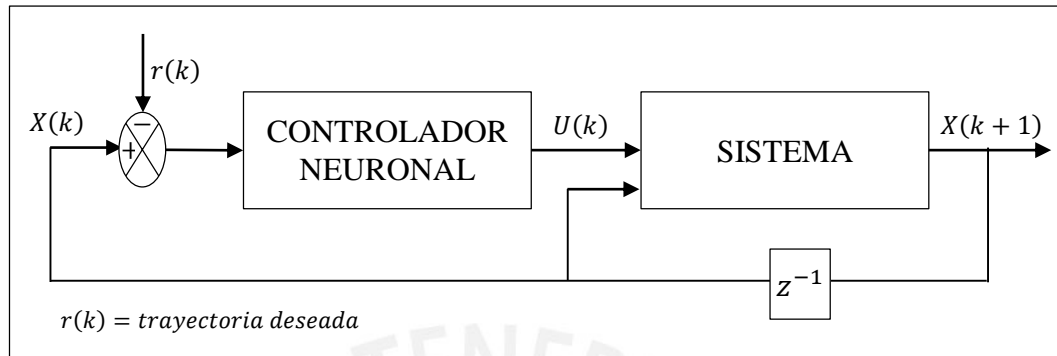 r(k)
X(k)
−
+
CONTROLADOR
NEURONAL
U(k)
SISTEMA
X(k + 1)
z⁻¹
r(k) = trayectoria deseada